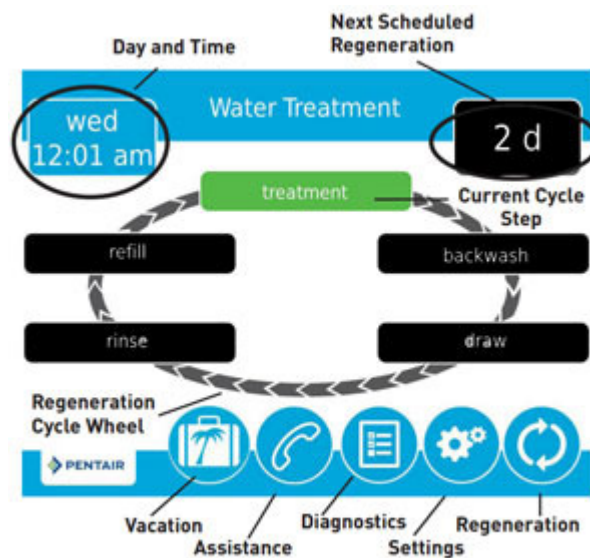 Day and Time
Next Scheduled
Regeneration
wed
12:01 am
Water Treatment
2 d
treatment
Current Cycle
Step
refill
backwash
rinse
draw
Regeneration
Cycle Wheel
PENTAIR
Vacation
Assistance
Diagnostics
Settings
Regeneration